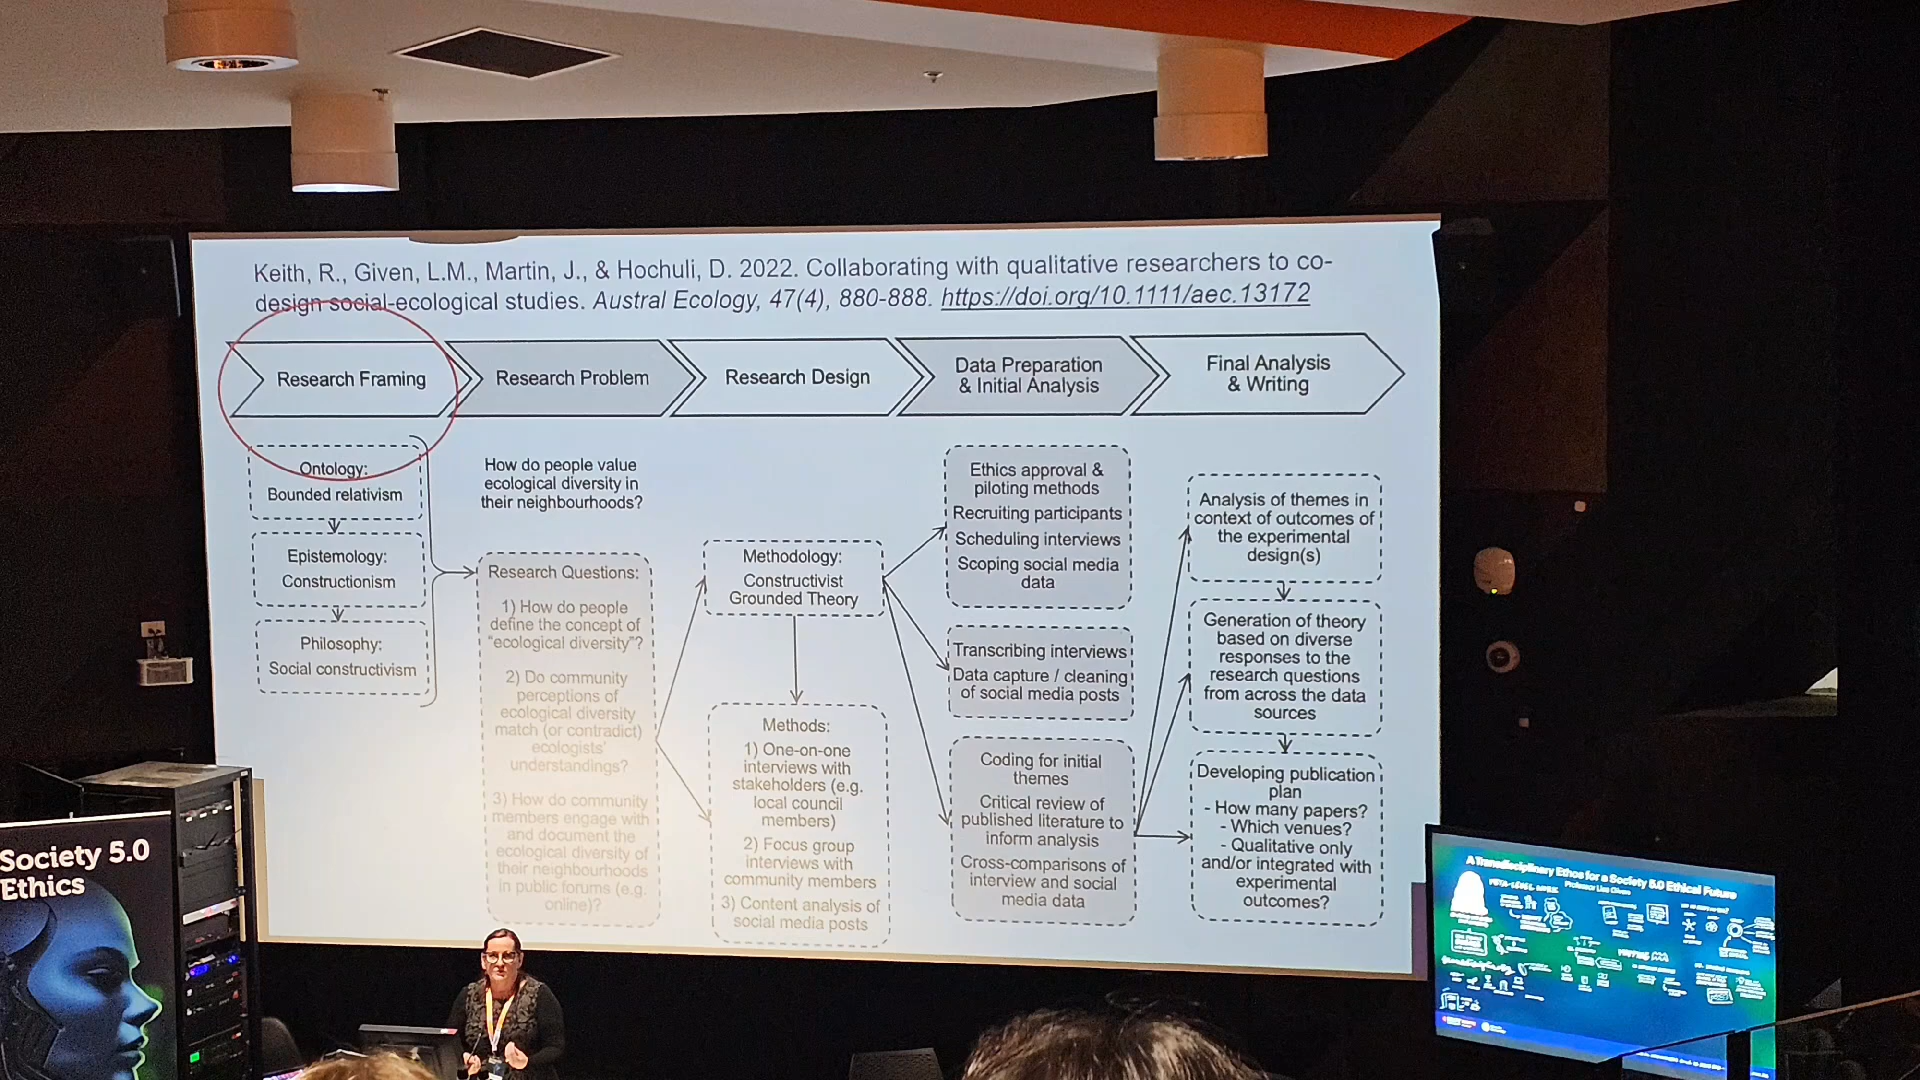 Keith, R., Given, L.M., Martin, J., & Hochuli, D. 2022. Collaborating with qualitative researchers to co-
design social-ecological studies. Austral Ecology, 47(4), 880-888. https://doi.org/10.1111/aec.13172
Research Framing
Research Problem
Research Design
Data Preparation
& Initial Analysis
Final Analysis
& Writing
Ontology:
Bounded relativism
Epistemology:
Constructionism
Philosophy:
Social constructivism
How do people value
ecological diversity in
their neighbourhoods?
Research Questions:
1) How do people
define the concept of
"ecological diversity"?
2) Do community
perceptions of
ecological diversity
match (or contradict)
ecologists'
understandings?
3) How do community
members engage with
and document the
ecological diversity of
their neighbourhoods
in public forums (e.g.
online)?
Methodology:
Constructivist
Grounded Theory
Methods:
1) One-on-one
interviews with
stakeholders (e.g.
local council
members)
2) Focus group
interviews with
community members
3) Content analysis of
social media posts
Ethics approval &
piloting methods
Recruiting participants
Scheduling interviews
Scoping social media
data
Transcribing interviews
Data capture / cleaning
of social media posts
Coding for initial
themes
Critical review of
published literature to
inform analysis
Cross-comparisons of
interview and social
media data
Analysis of themes in
context of outcomes of
the experimental
design(s)
Generation of theory
based on diverse
responses to the
research questions
from across the data
sources
Developing publication
plan
- How many papers?
- Which venues?
- Qualitative only
and/or integrated with
experimental
outcomes?
Society 5.0
Ethics
A Transdisciplinary Ethos for a Society 5.0 Ethical Future
Professor Lisa Given